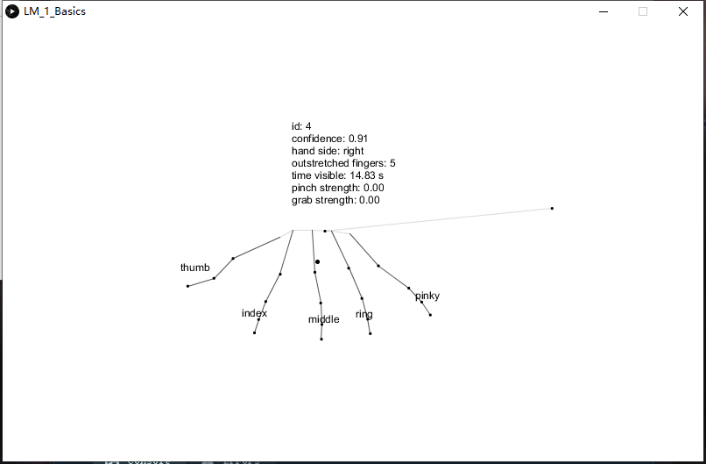 LM_1_Basics
id: 4
confidence: 0.91
hand side: right
outstretched fingers: 5
time visible: 14.83 s
pinch strength: 0.00
grab strength: 0.00
thumb
index
middle
ring
pinky